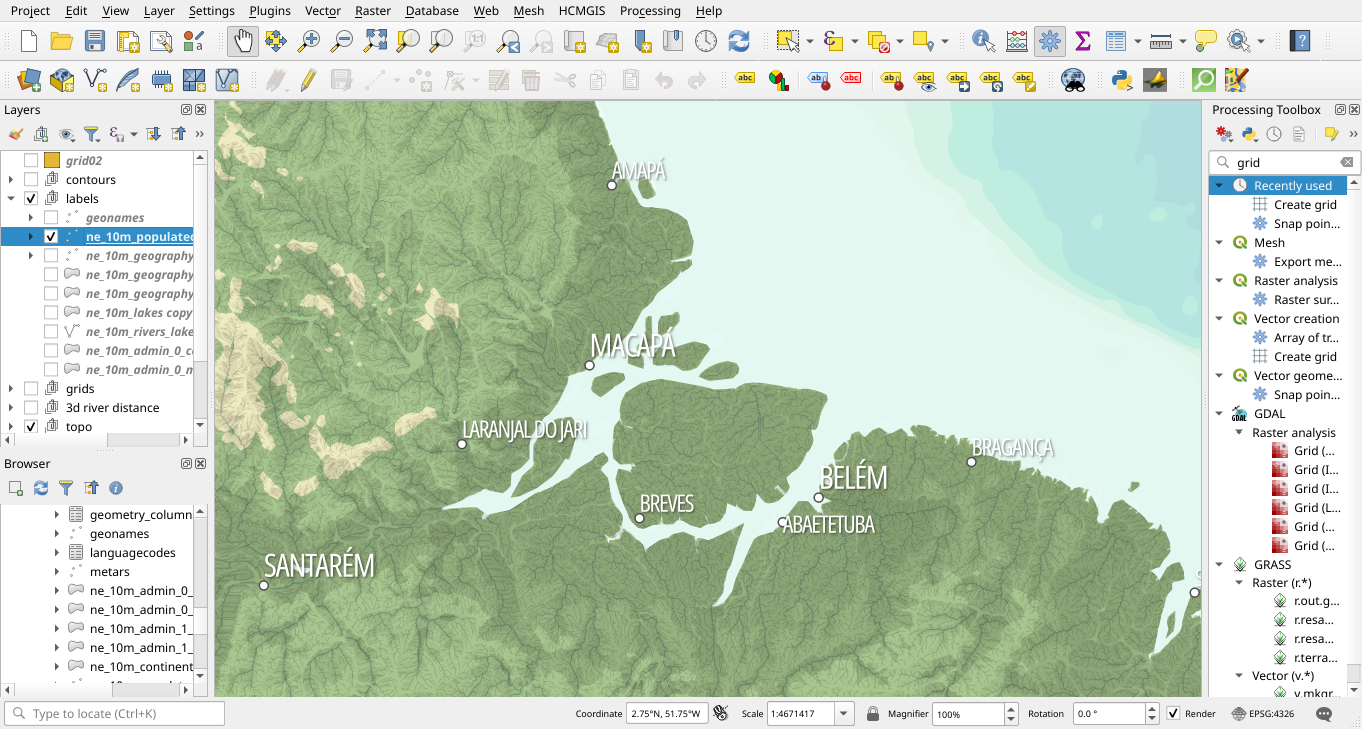 Project Edit View Layer Settings Plugins Vector Raster Database Web Mesh HCMGIS Processing Help
Layers
grid02
contours
labels
geonames
ne_10m_populated
ne_10m_geography
ne_10m_geography
ne_10m_geography
ne_10m_lakes copy
ne_10m_rivers_lake
ne_10m_admin_0_c
ne_10m_admin_0_m
grids
3d river distance
topo
Browser
geometry_column
geonames
languagecodes
metars
ne_10m_admin_0_
ne_10m_admin_0_
ne_10m_admin_1_
ne_10m_admin_1_
ne_10m_continent
AMAPÁ
MACAPÁ
LARANJAL DO JARI
BRAGANÇA
BELÉM
BREVES
ABAETETUBA
SANTARÉM
Processing Toolbox
grid
Recently used
Create grid
Snap poin...
Mesh
Export me...
Raster analysis
Raster sur...
Vector creation
Array of tr...
Create grid
Vector geome...
Snap poin...
GDAL
Raster analysis
Grid (...
Grid (I...
Grid (I...
Grid (L...
Grid (...
Grid (...
GRASS
Raster (r.*)
r.out.g...
r.resa...
r.resa...
r.terra...
Vector (v.*)
v.mkgr...
Type to locate (Ctrl+K)
Coordinate 2.75°N, 51.75°W Scale 1:4671417 Magnifier 100% Rotation 0.0 ° Render EPSG:4326